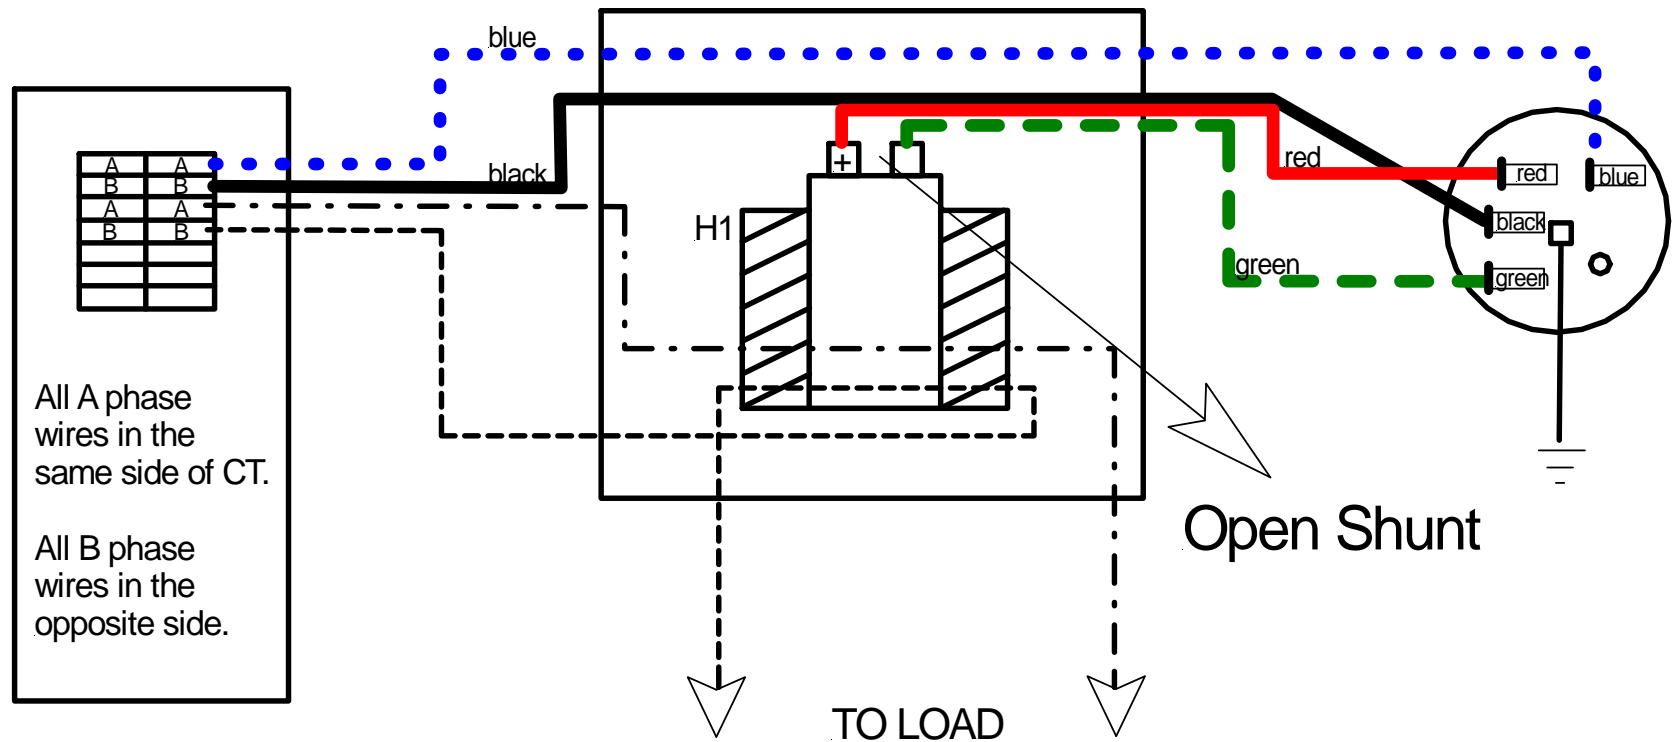 blue
A A
B B
A A
B B
black
+
red
red
blue
H1
black
green
green
All A phase
wires in the
same side of CT.
All B phase
wires in the
opposite side.
Open Shunt
TO LOAD